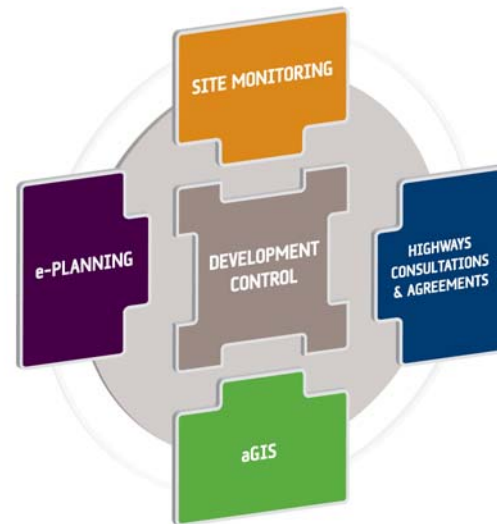 SITE MONITORING
e-PLANNING
DEVELOPMENT
CONTROL
HIGHWAYS
CONSULTATIONS
& AGREEMENTS
aGIS